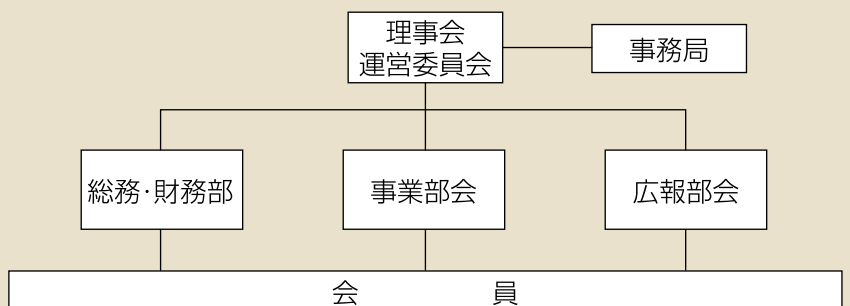 理事会
運営委員会
事務局
総務･財務部
事業部会
広報部会
会　員